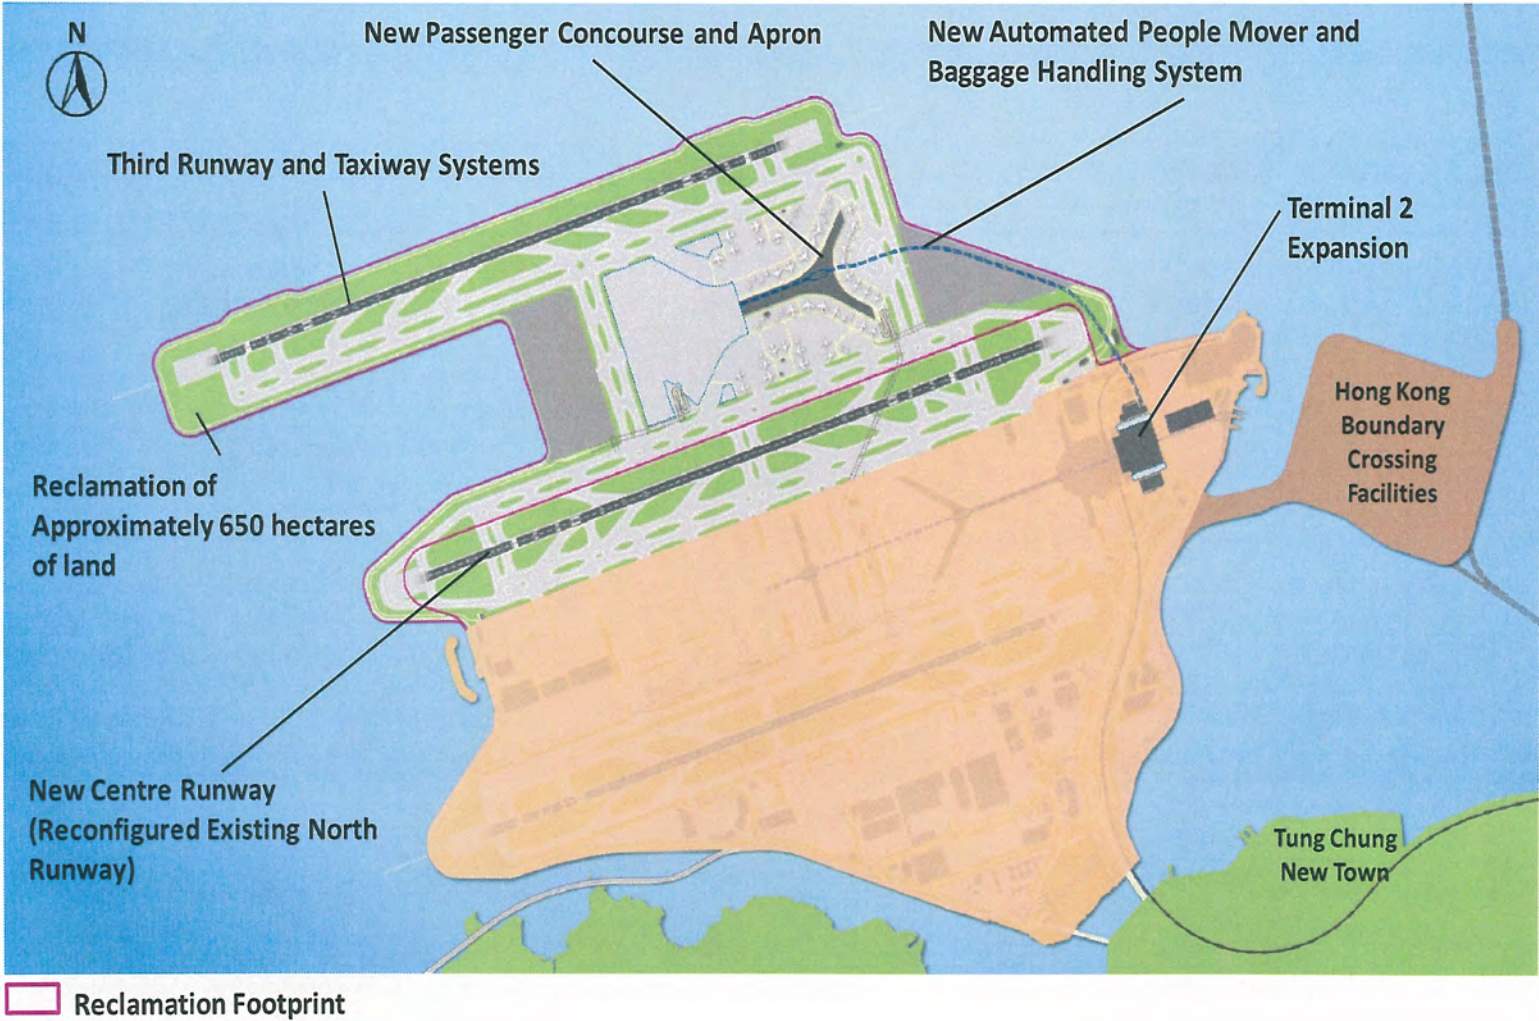 N
New Passenger Concourse and Apron
New Automated People Mover and
Baggage Handling System
Third Runway and Taxiway Systems
Terminal 2
Expansion
Hong Kong
Boundary
Crossing
Facilities
Reclamation of
Approximately 650 hectares
of land
New Centre Runway
(Reconfigured Existing North
Runway)
Tung Chung
New Town
Reclamation Footprint